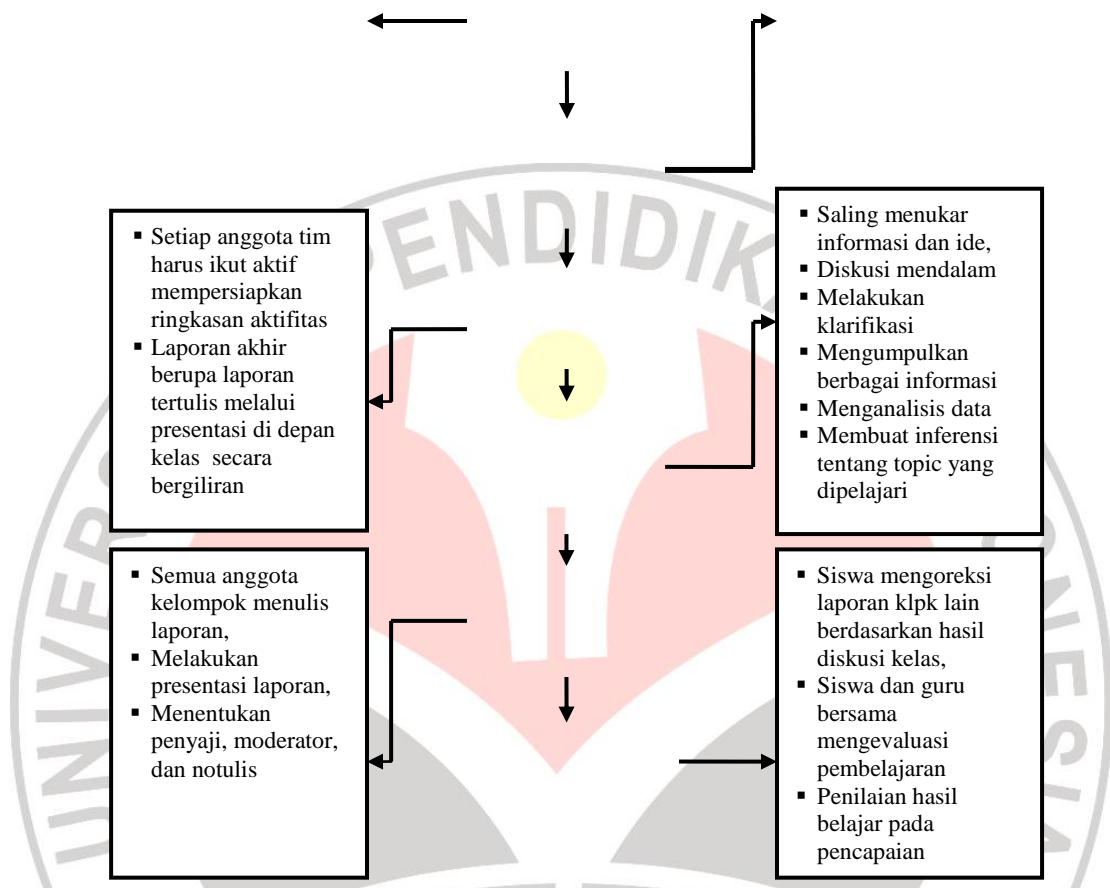 PENDIDIKA
UNIVERS
ONESIA
▪ Setiap anggota tim
harus ikut aktif
mempersiapkan
ringkasan aktifitas
▪ Laporan akhir
berupa laporan
tertulis melalui
presentasi di depan
kelas secara
bergiliran
▪ Saling menukar
informasi dan ide,
▪ Diskusi mendalam
▪ Melakukan
klarifikasi
▪ Mengumpulkan
berbagai informasi
▪ Menganalisis data
▪ Membuat inferensi
tentang topic yang
dipelajari
▪ Semua anggota
kelompok menulis
laporan,
▪ Melakukan
presentasi laporan,
▪ Menentukan
penyaji, moderator,
dan notulis
▪ Siswa mengoreksi
laporan klpk lain
berdasarkan hasil
diskusi kelas,
▪ Siswa dan guru
bersama
mengevaluasi
pembelajaran
▪ Penilaian hasil
belajar pada
pencapaian